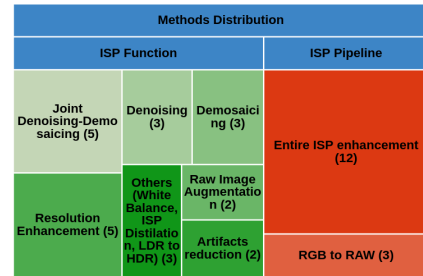 Methods Distribution
ISP Function
ISP Pipeline
Joint
Denoising-Demo
saicing (5)
Denoising
(3)
Demosaici
ng (3)
Entire ISP enhancement
(12)
Resolution
Enhancement (5)
Others
(White
Balance,
ISP
Distilatio
n, LDR to
HDR) (3)
Raw Image
Augmentatio
n (2)
Artifacts
reduction (2)
RGB to RAW (3)